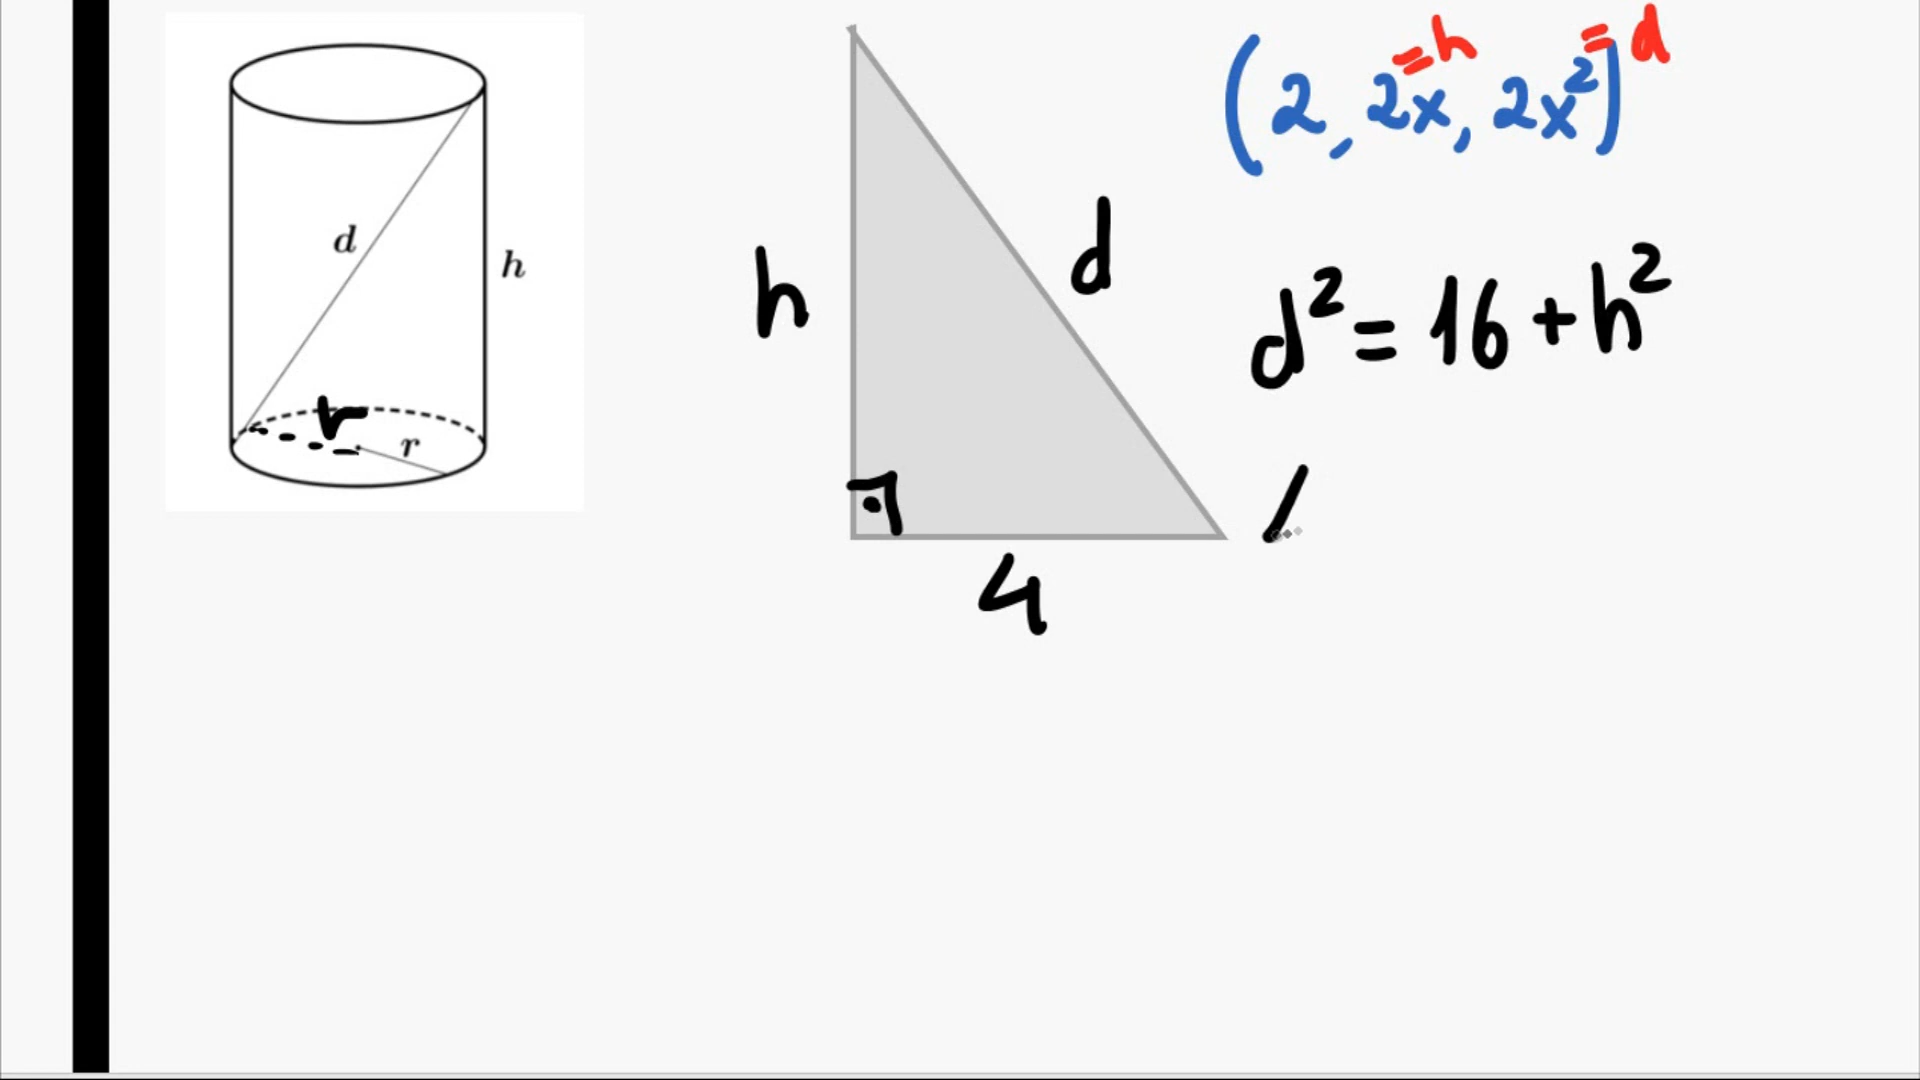 d
h
r
r
h
d
4
(2, 2x, 2x²)
=h
=d
d² = 16 + h²